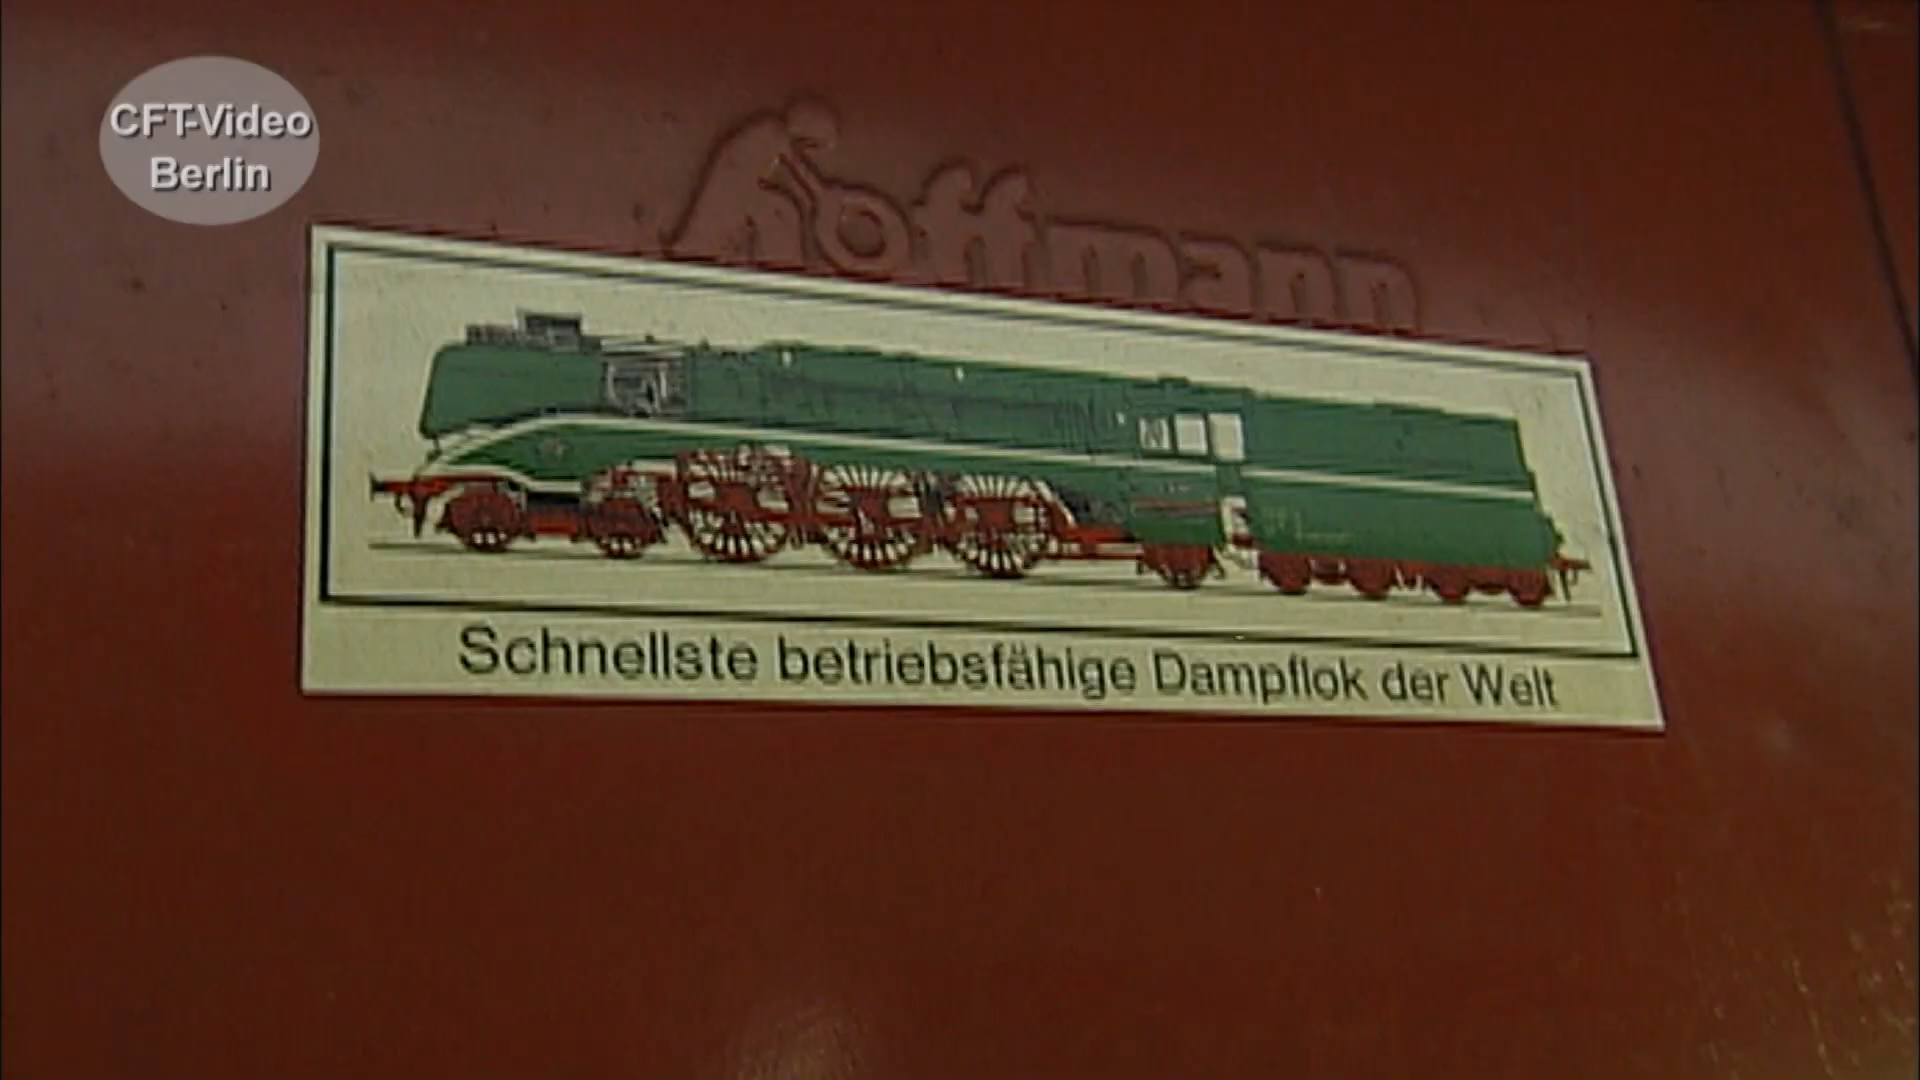 CFT-Video
Berlin
hoffmann
Schnellste betriebsfähige Dampflok der Welt